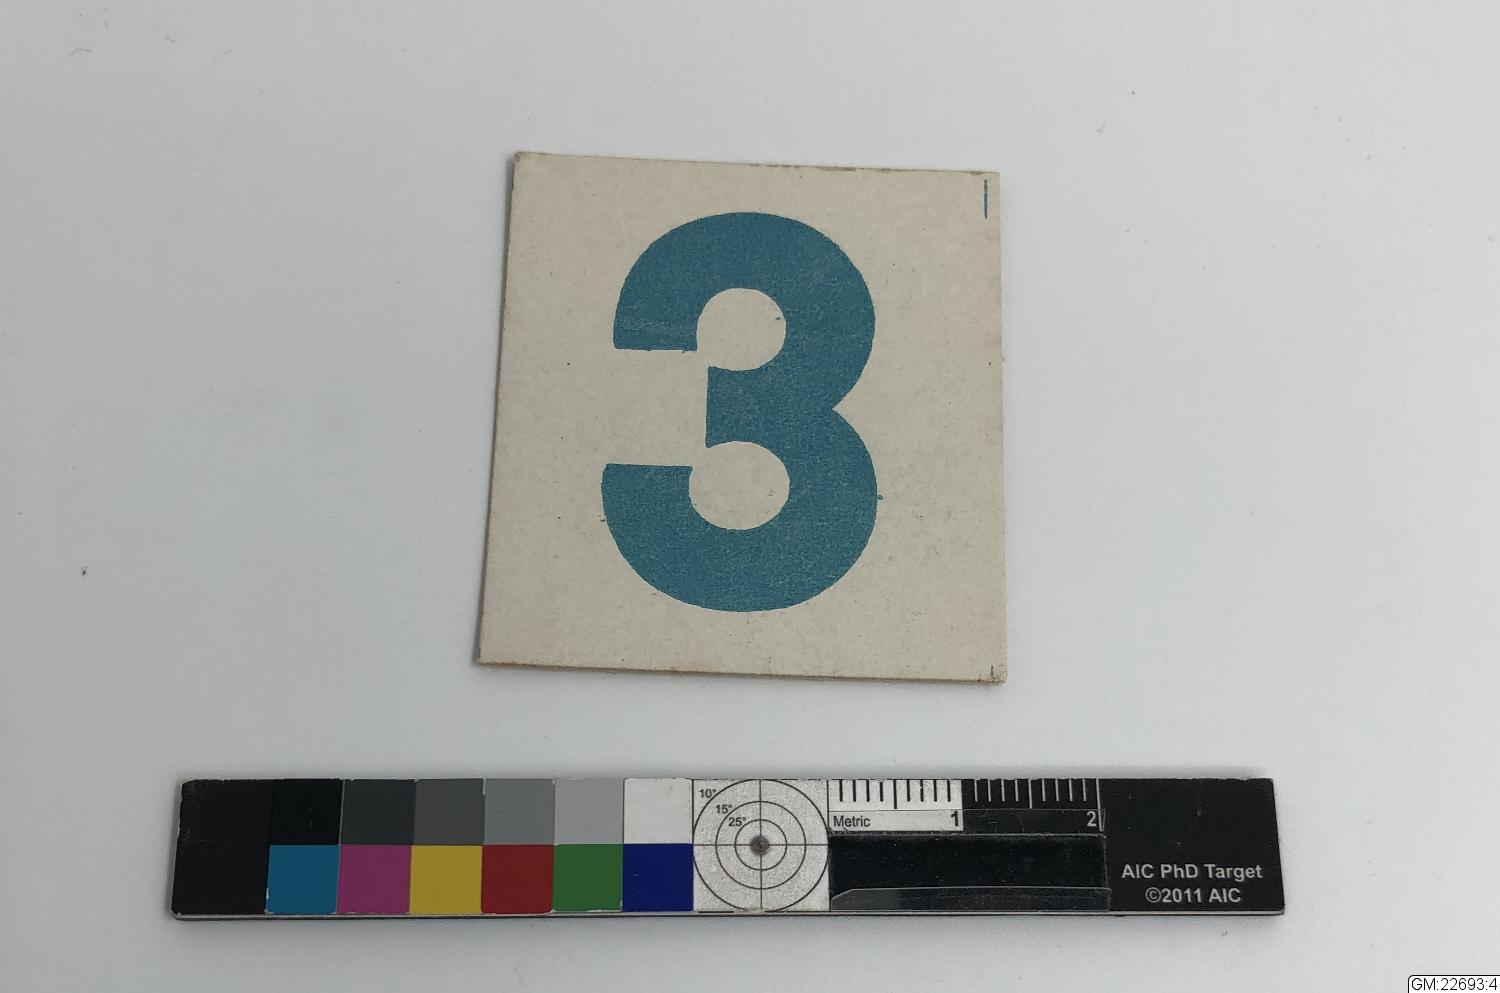 3
10°
15°
25°
Metric 1 2
AIC PhD Target
©2011 AIC
GM:22693:4